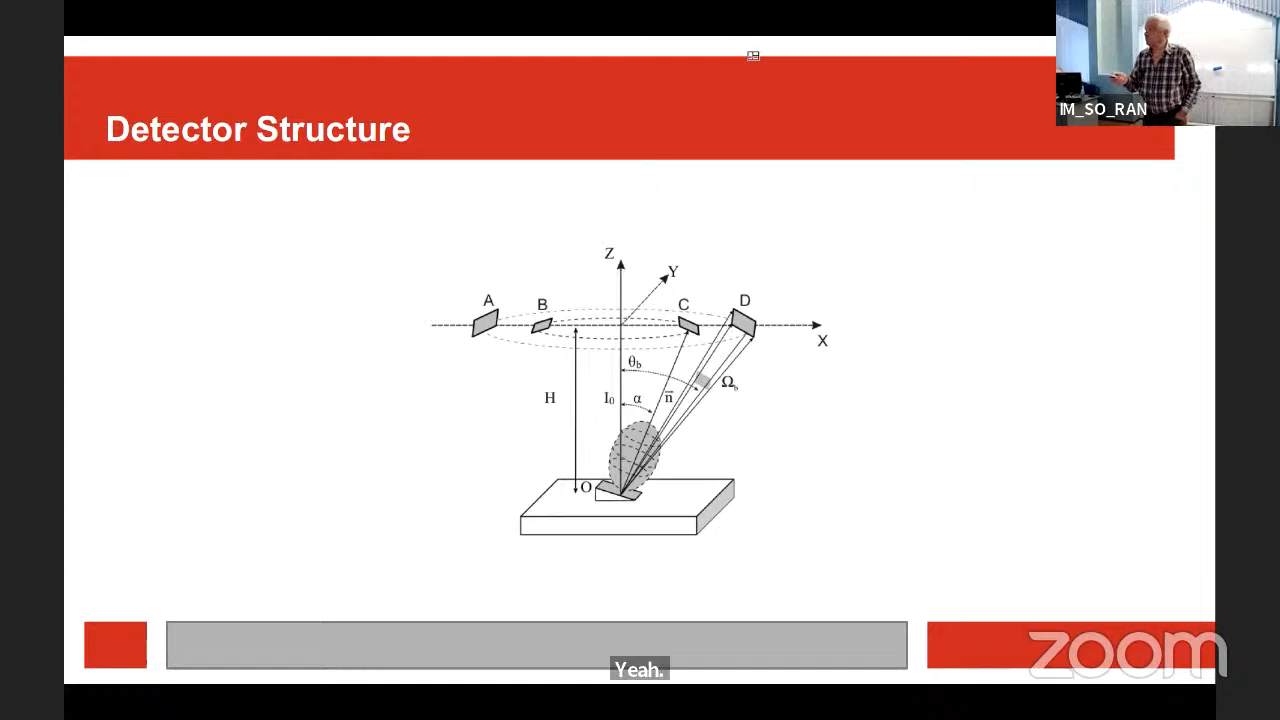 Detector Structure
IM_SO_RAN
Z
Y
A
B
C
D
X
θb
H
I0
α
n
Ωb
O
Yeah.
zoom